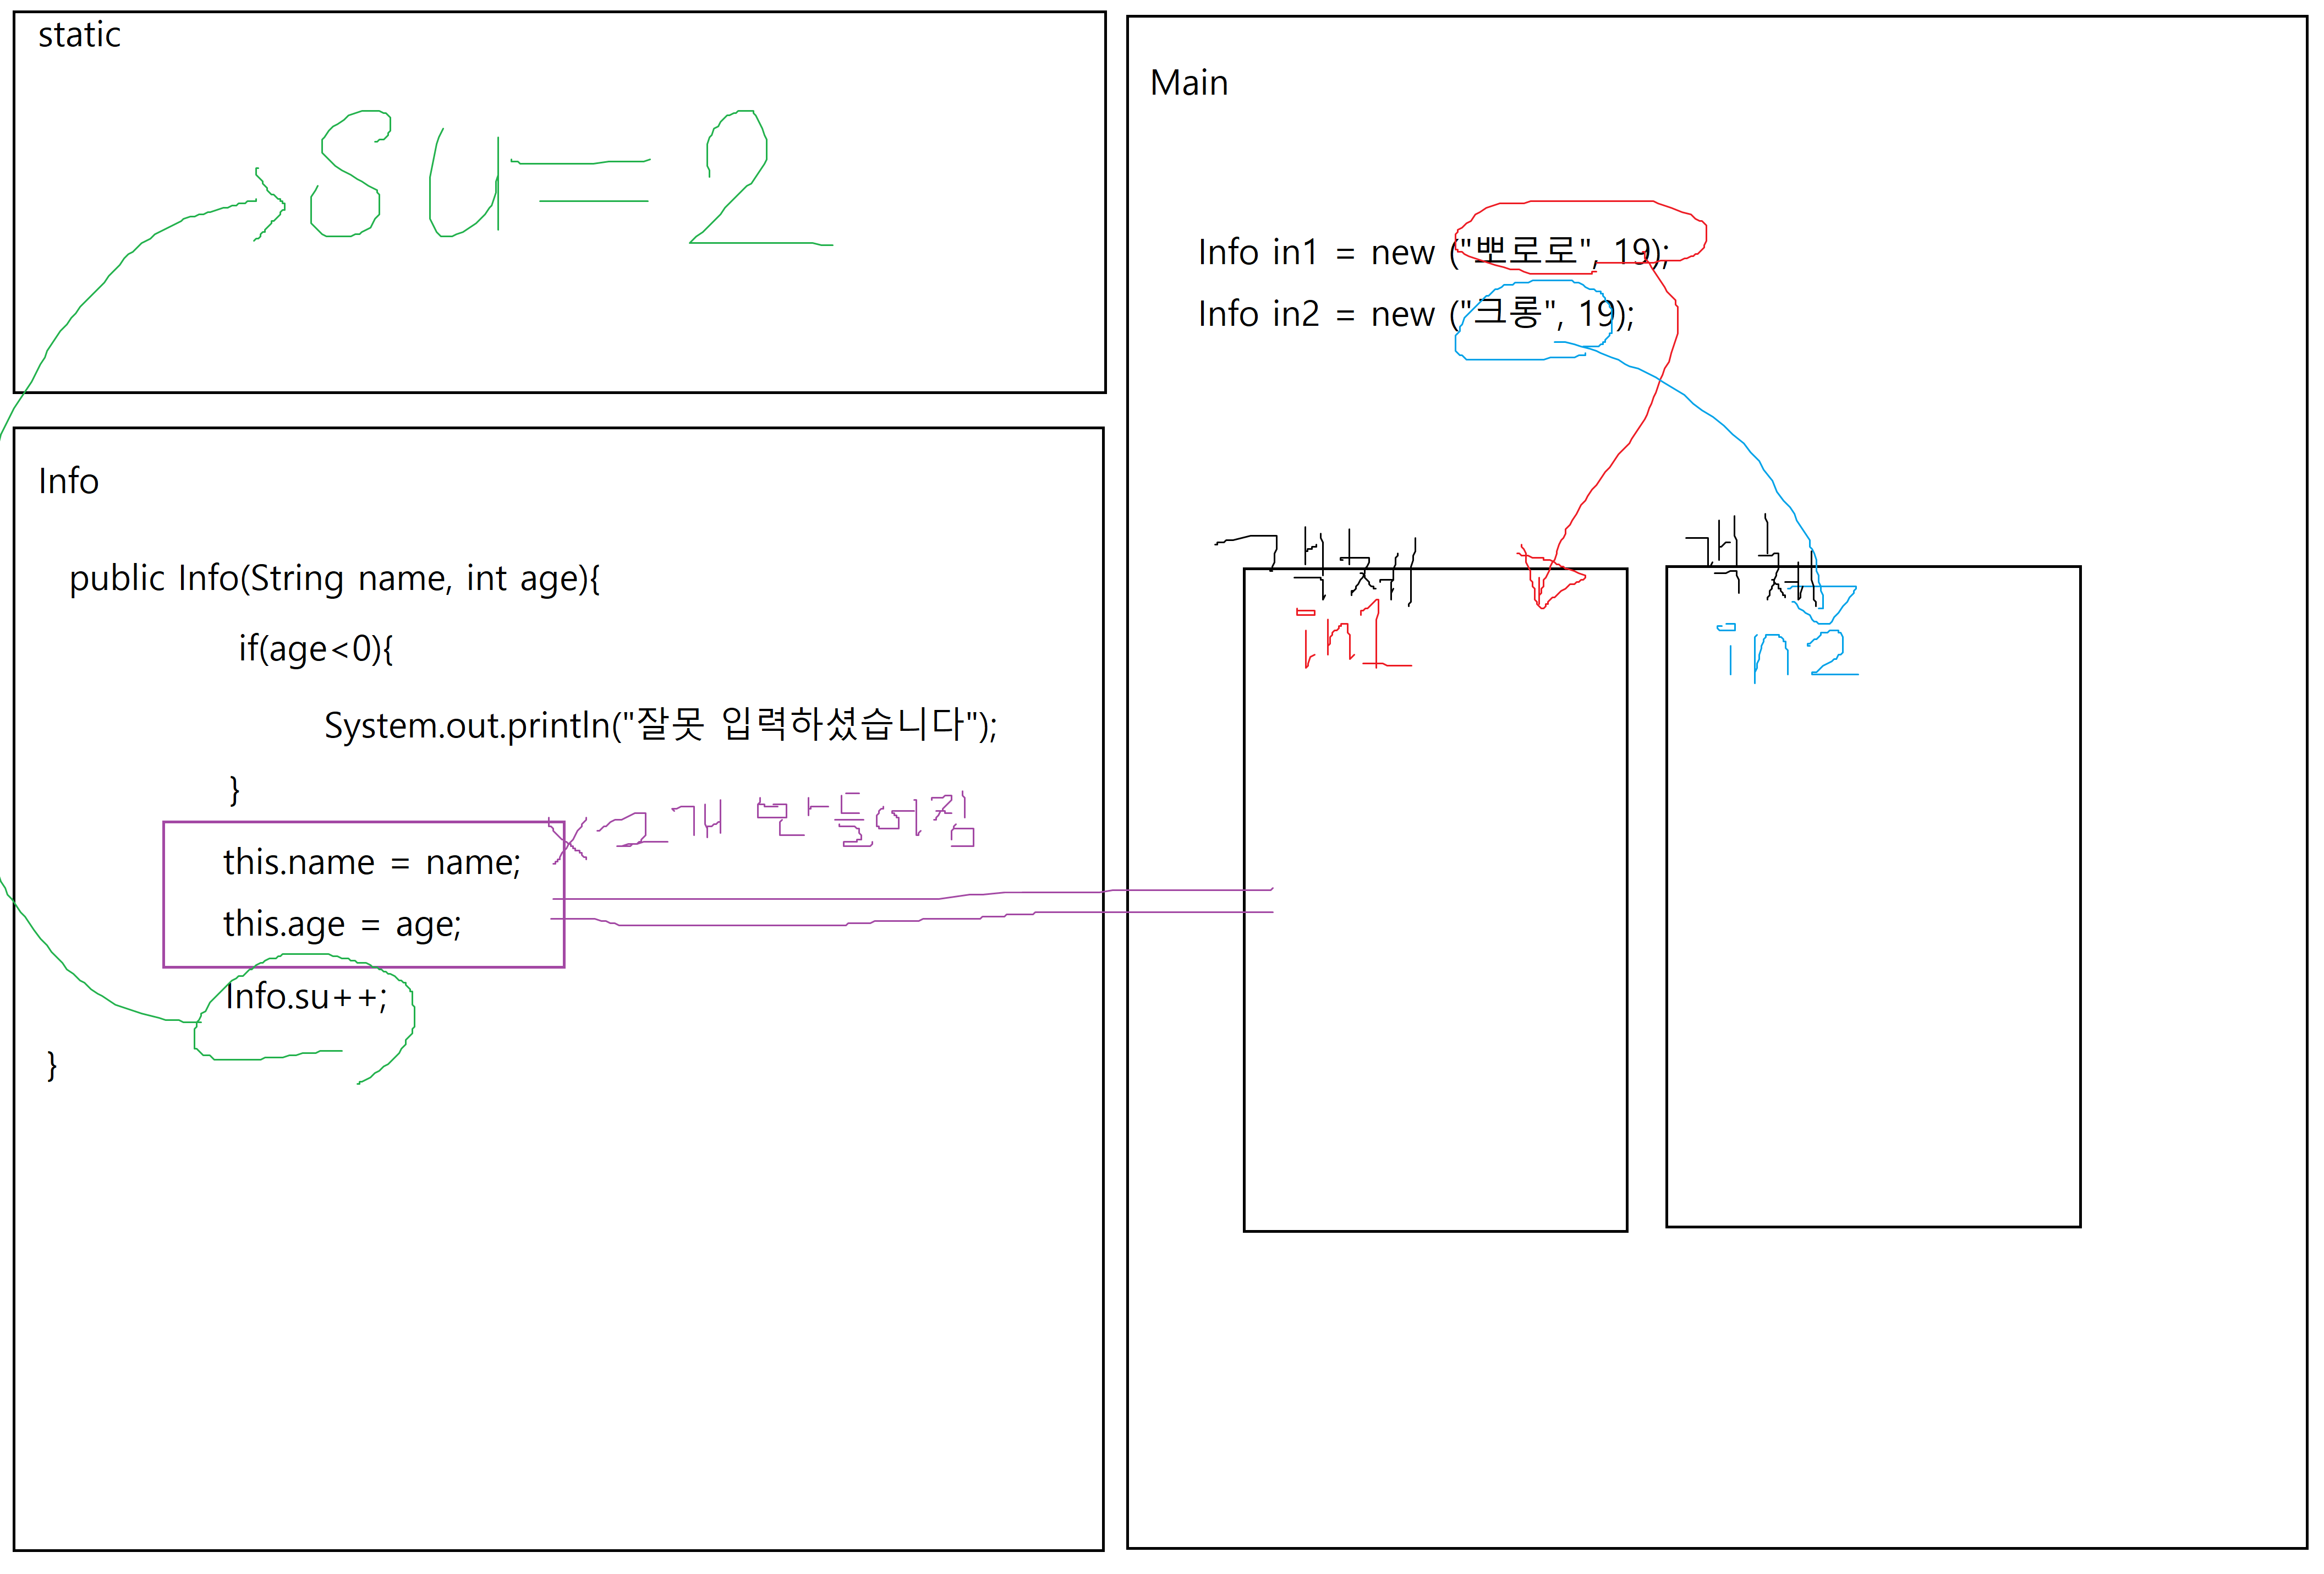 static
su=2
Info
public Info(String name, int age){
if(age<0){
System.out.println("잘못 입력하셨습니다");
}
this.name = name;
x 2개 만들어짐
this.age = age;
Info.su++;
}
Main
Info in1 = new ("뽀로로", 19);
Info in2 = new ("크롱", 19);
객체
in1
객체
in2